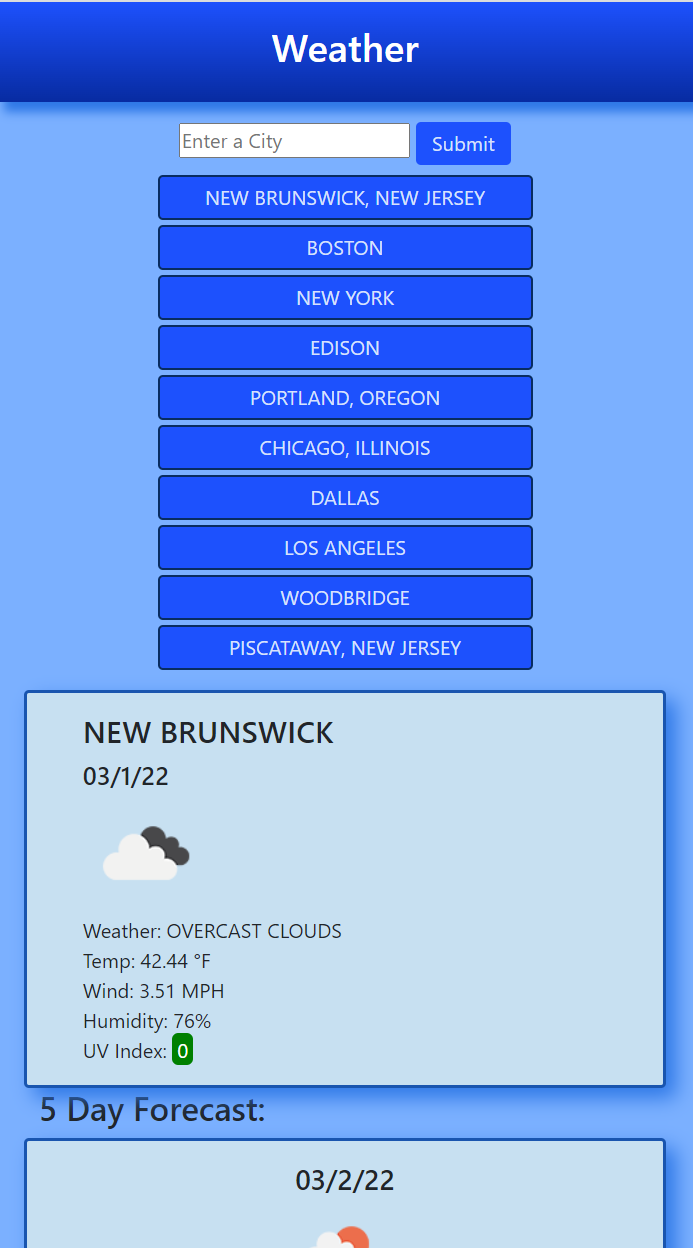 Weather
Enter a City Submit
NEW BRUNSWICK, NEW JERSEY
BOSTON
NEW YORK
EDISON
PORTLAND, OREGON
CHICAGO, ILLINOIS
DALLAS
LOS ANGELES
WOODBRIDGE
PISCATAWAY, NEW JERSEY
NEW BRUNSWICK
03/1/22
Weather: OVERCAST CLOUDS
Temp: 42.44 °F
Wind: 3.51 MPH
Humidity: 76%
UV Index: 0
5 Day Forecast:
03/2/22